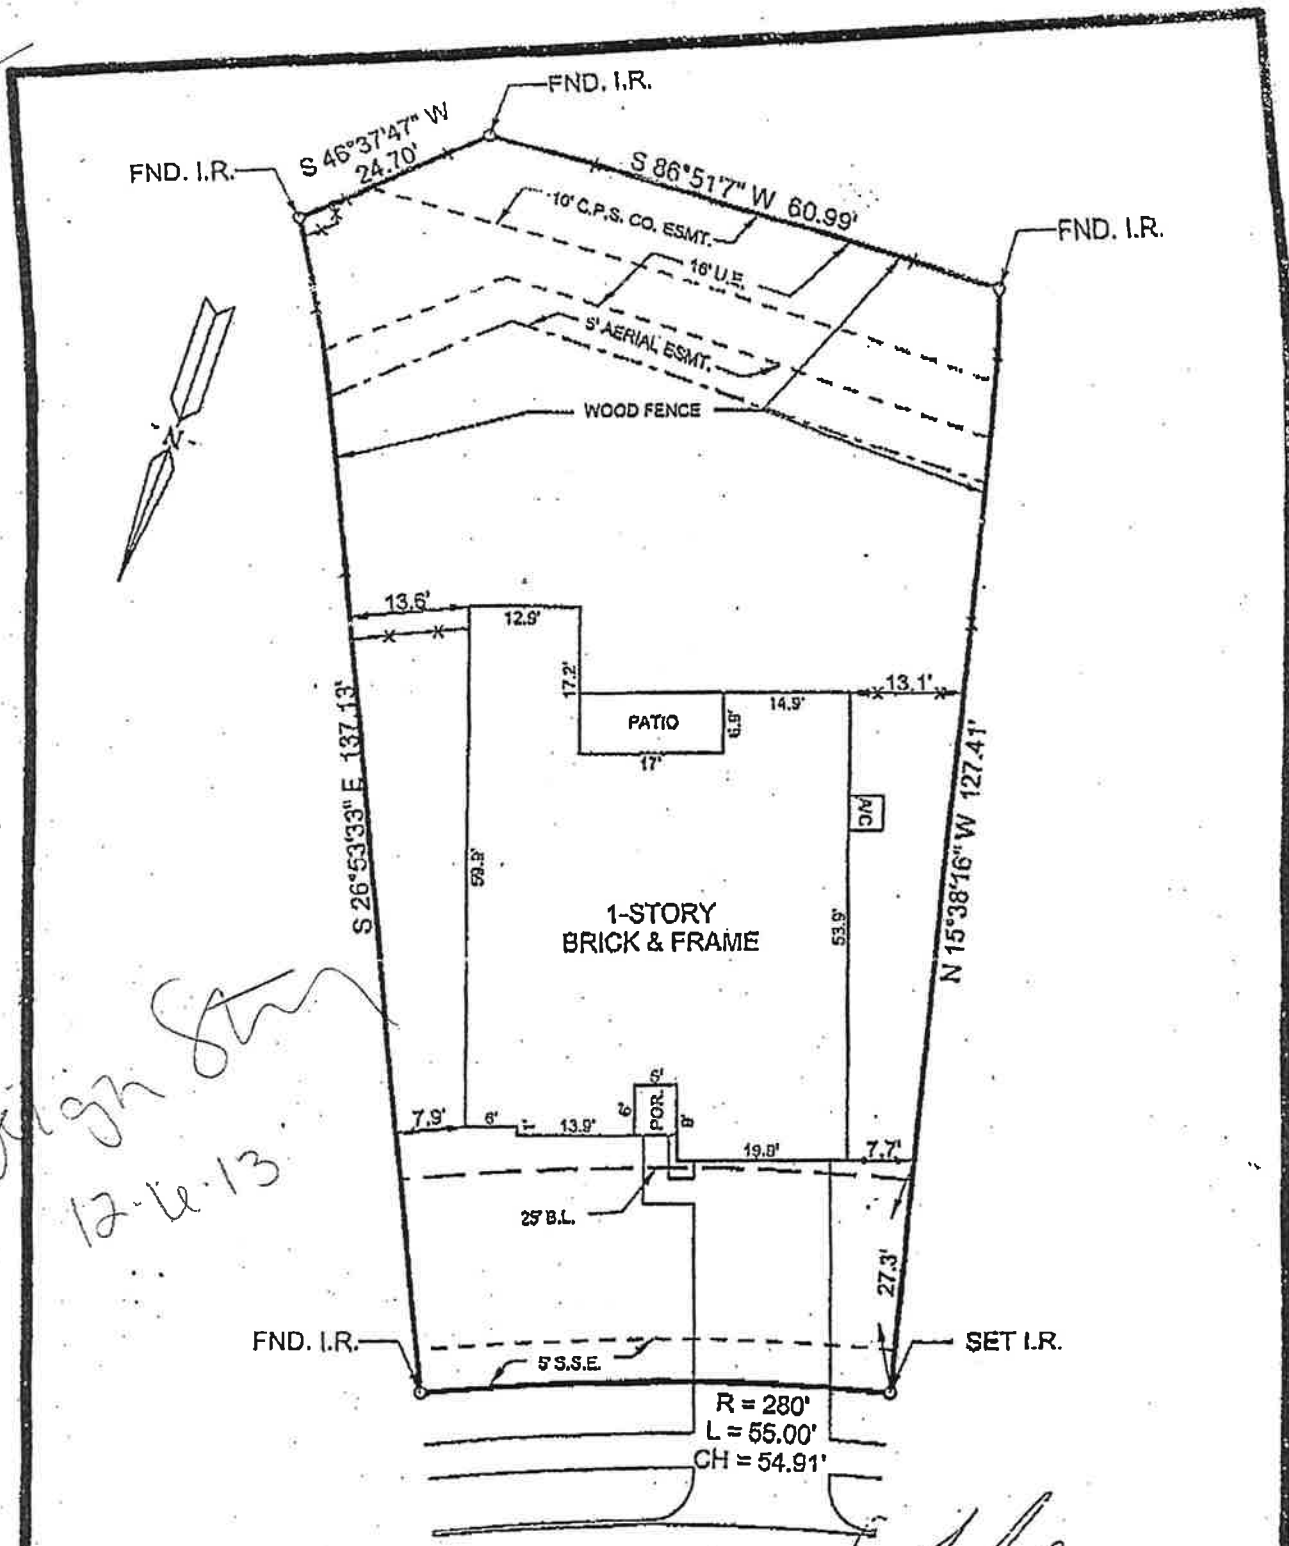 FND. I.R.
S 46°37'47" W
24.70'
FND. I.R.
S 86°51'7" W 60.99'
10' C.P.S. CO. ESMT.
FND. I.R.
16' U.E.
5' AERIAL ESMT.
WOOD FENCE
N
13.6'
12.9'
17.2'
13.1'
14.9'
PATIO
6.9'
17'
S 26°53'33" E 137.13'
N 15°38'16" W 127.41'
A/C
59.9'
53.9'
1-STORY
BRICK & FRAME
5'
6'
POR.
8'
7.9'
6'
1'
13.9'
19.8'
7.7'
25' B.L.
27.3'
FND. I.R.
SET I.R.
5' S.S.E.
R = 280'
L = 55.00'
CH = 54.91'